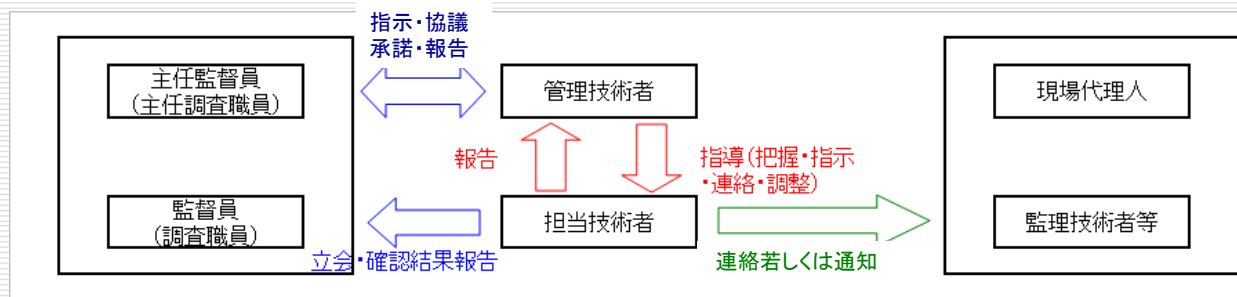 指示・協議
承諾・報告
主任監督員
(主任調査職員)
管理技術者
現場代理人
報告
指導(把握・指示
・連絡・調整)
監督員
(調査職員)
担当技術者
監理技術者等
立会・確認結果報告
連絡若しくは通知